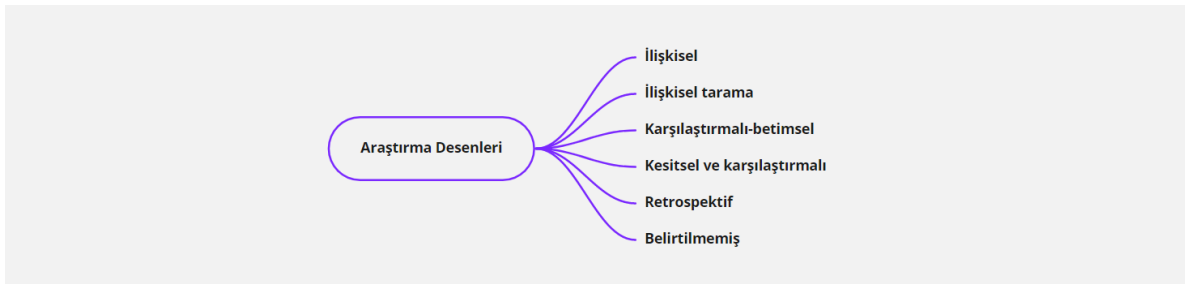 Araştırma Desenleri
İlişkisel
İlişkisel tarama
Karşılaştırmalı-betimsel
Kesitsel ve karşılaştırmalı
Retrospektif
Belirtilmemiş